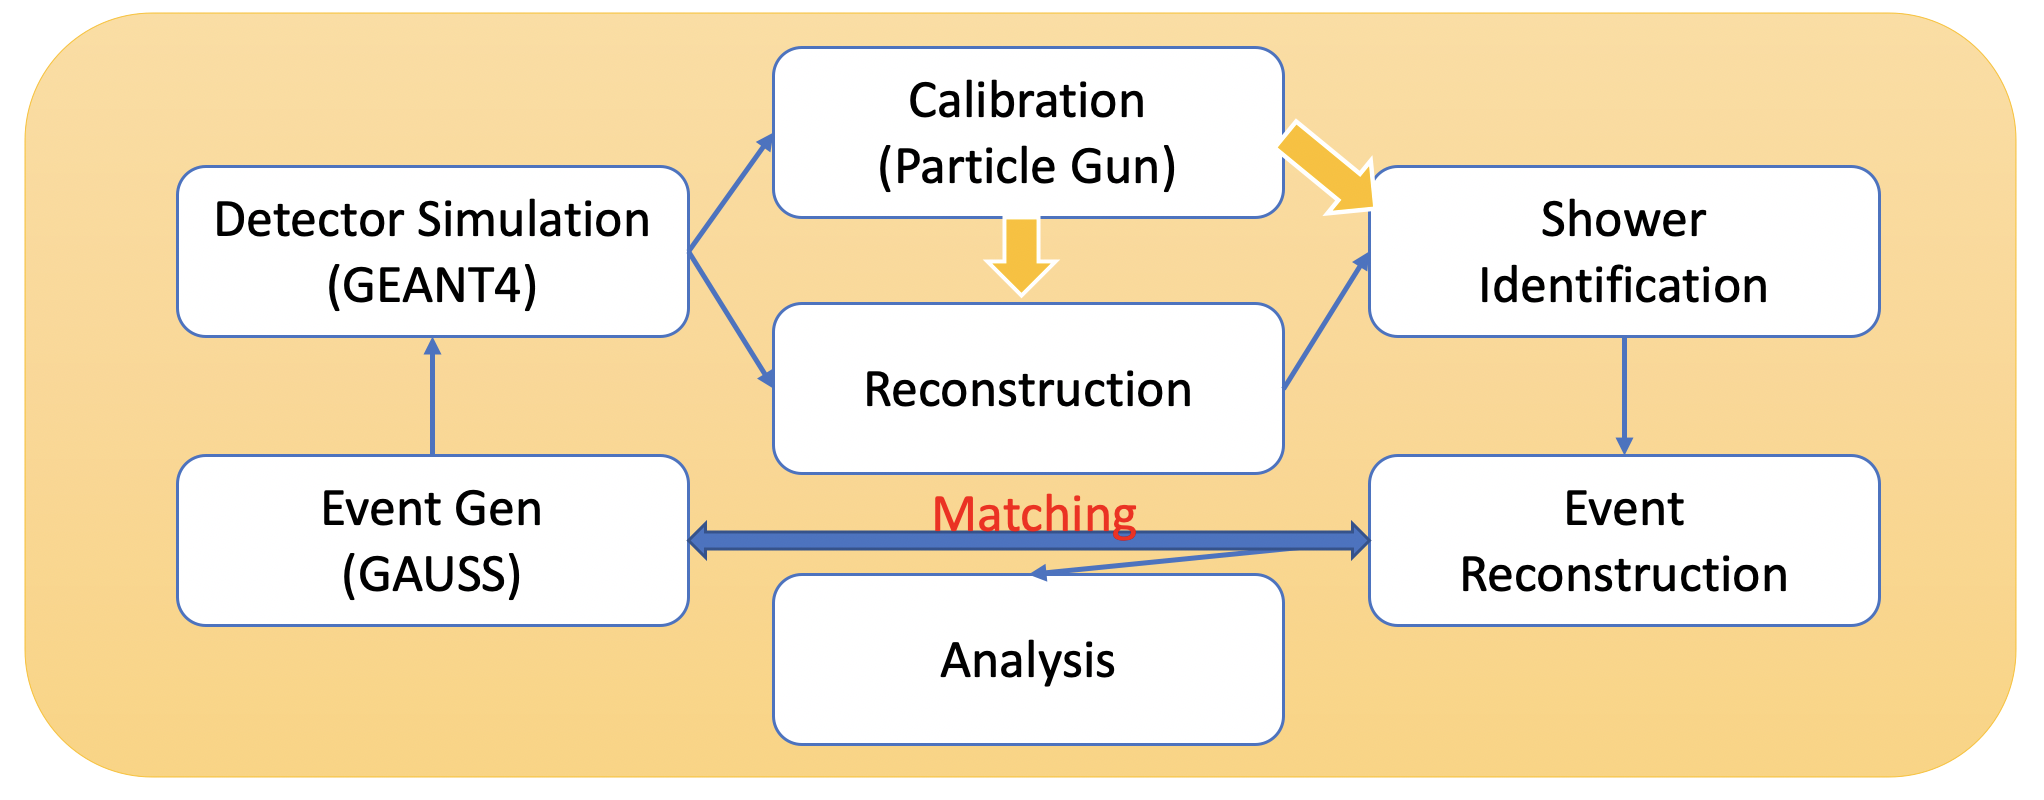 Calibration
(Particle Gun)
Detector Simulation
(GEANT4)
Shower
Identification
Reconstruction
Event Gen
(GAUSS)
Matching
Event
Reconstruction
Analysis